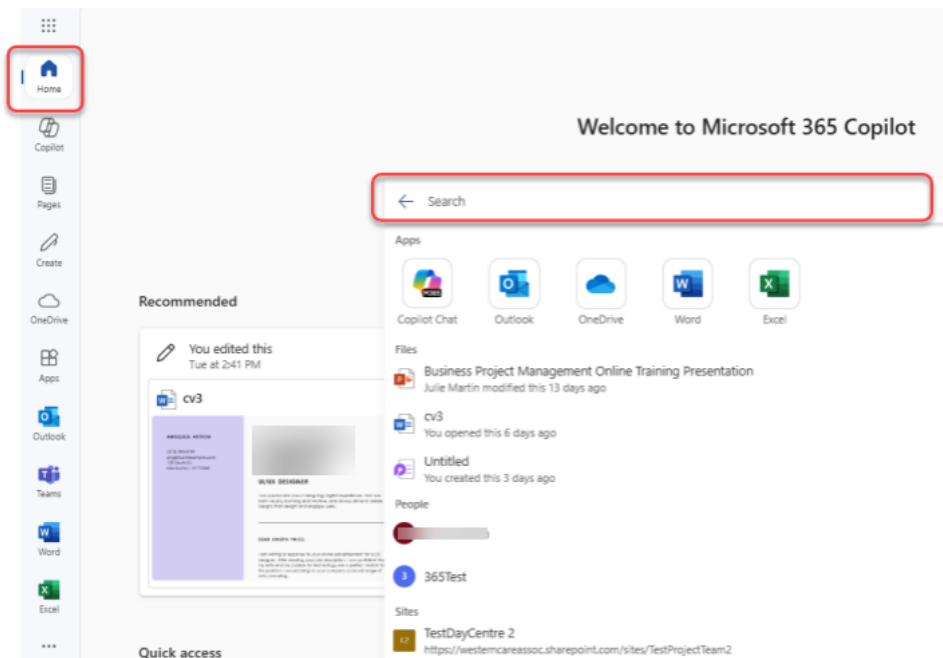 Home
Copilot
Pages
Create
OneDrive
Apps
Outlook
Teams
Word
Excel
Welcome to Microsoft 365 Copilot
Search
Apps
Copilot Chat
Outlook
OneDrive
Word
Excel
Recommended
You edited this
Tue at 2:41 PM
cv3
UI/UX DESIGNER
Files
Business Project Management Online Training Presentation
Julie Martin modified this 13 days ago
cv3
You opened this 6 days ago
Untitled
You created this 3 days ago
People
3 365Test
Sites
TestDayCentre 2
https://westerncareassoc.sharepoint.com/sites/TestProjectTeam2
Quick access